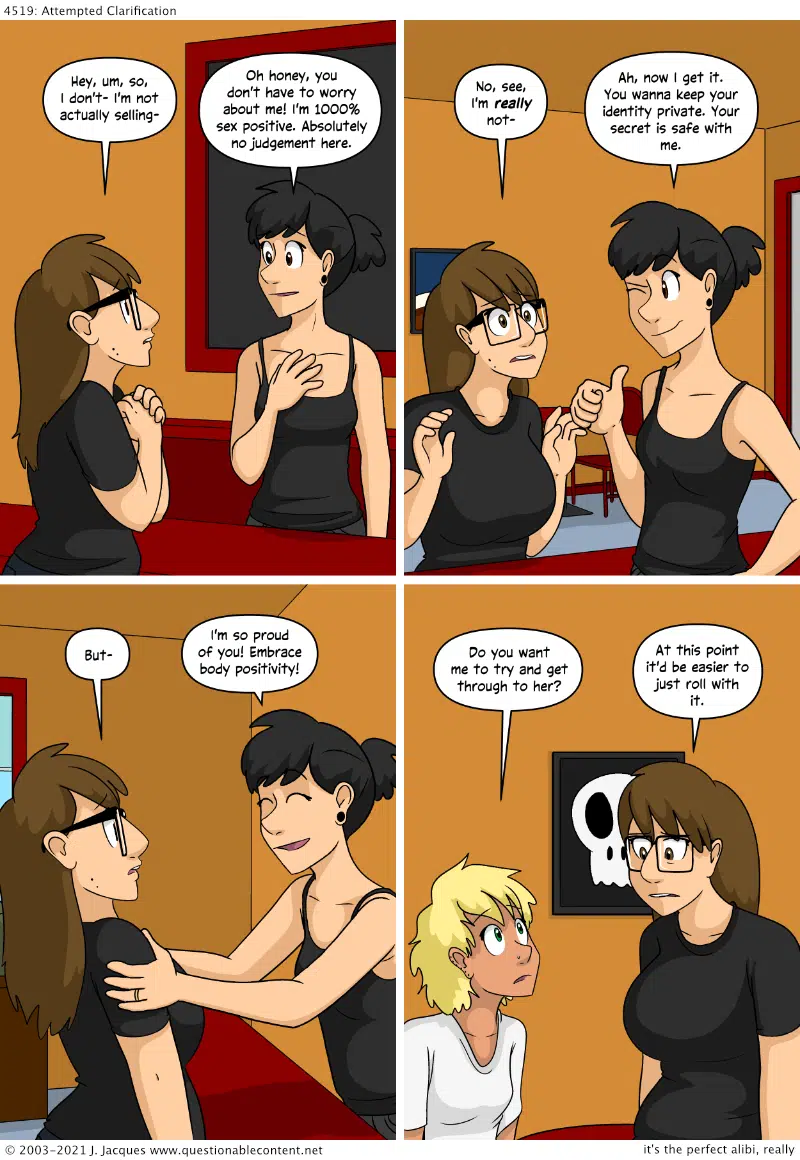 4519: Attempted Clarification
Hey, um, so,
I don't- I'm not
actually selling-
Oh honey, you
don't have to worry
about me! I'm 1000%
sex positive. Absolutely
no judgement here.
No, see,
I'm really
not-
Ah, now I get it.
You wanna keep your
identity private. Your
secret is safe with
me.
But-
I'm so proud
of you! Embrace
body positivity!
Do you want
me to try and get
through to her?
At this point
it'd be easier to
just roll with
it.
© 2003-2021 J. Jacques www.questionablecontent.net
it's the perfect alibi, really